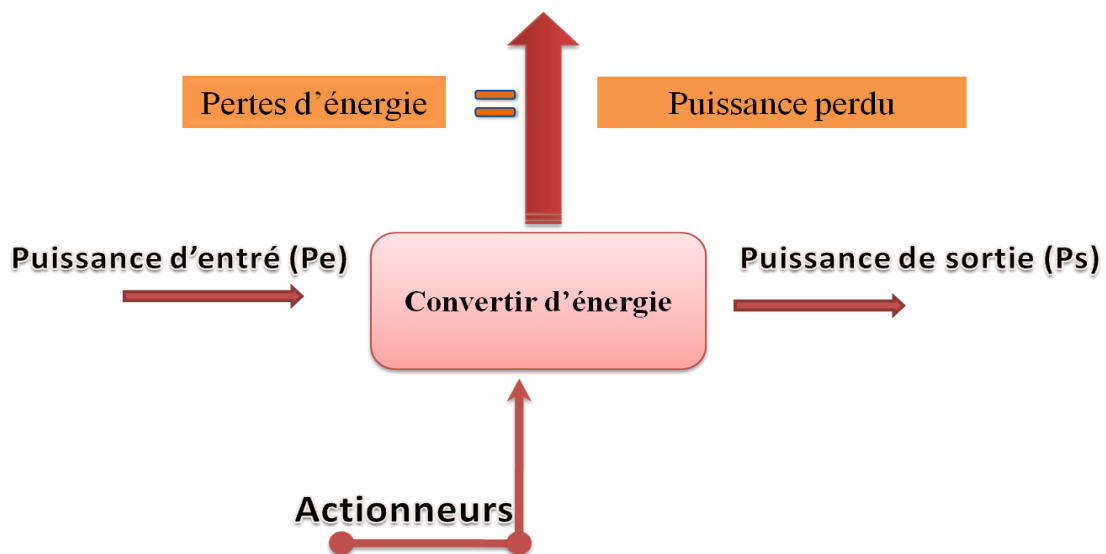 Pertes d’énergie
Puissance perdu
Puissance d’entré (Pe)
Puissance de sortie (Ps)
Convertir d’énergie
Actionneurs